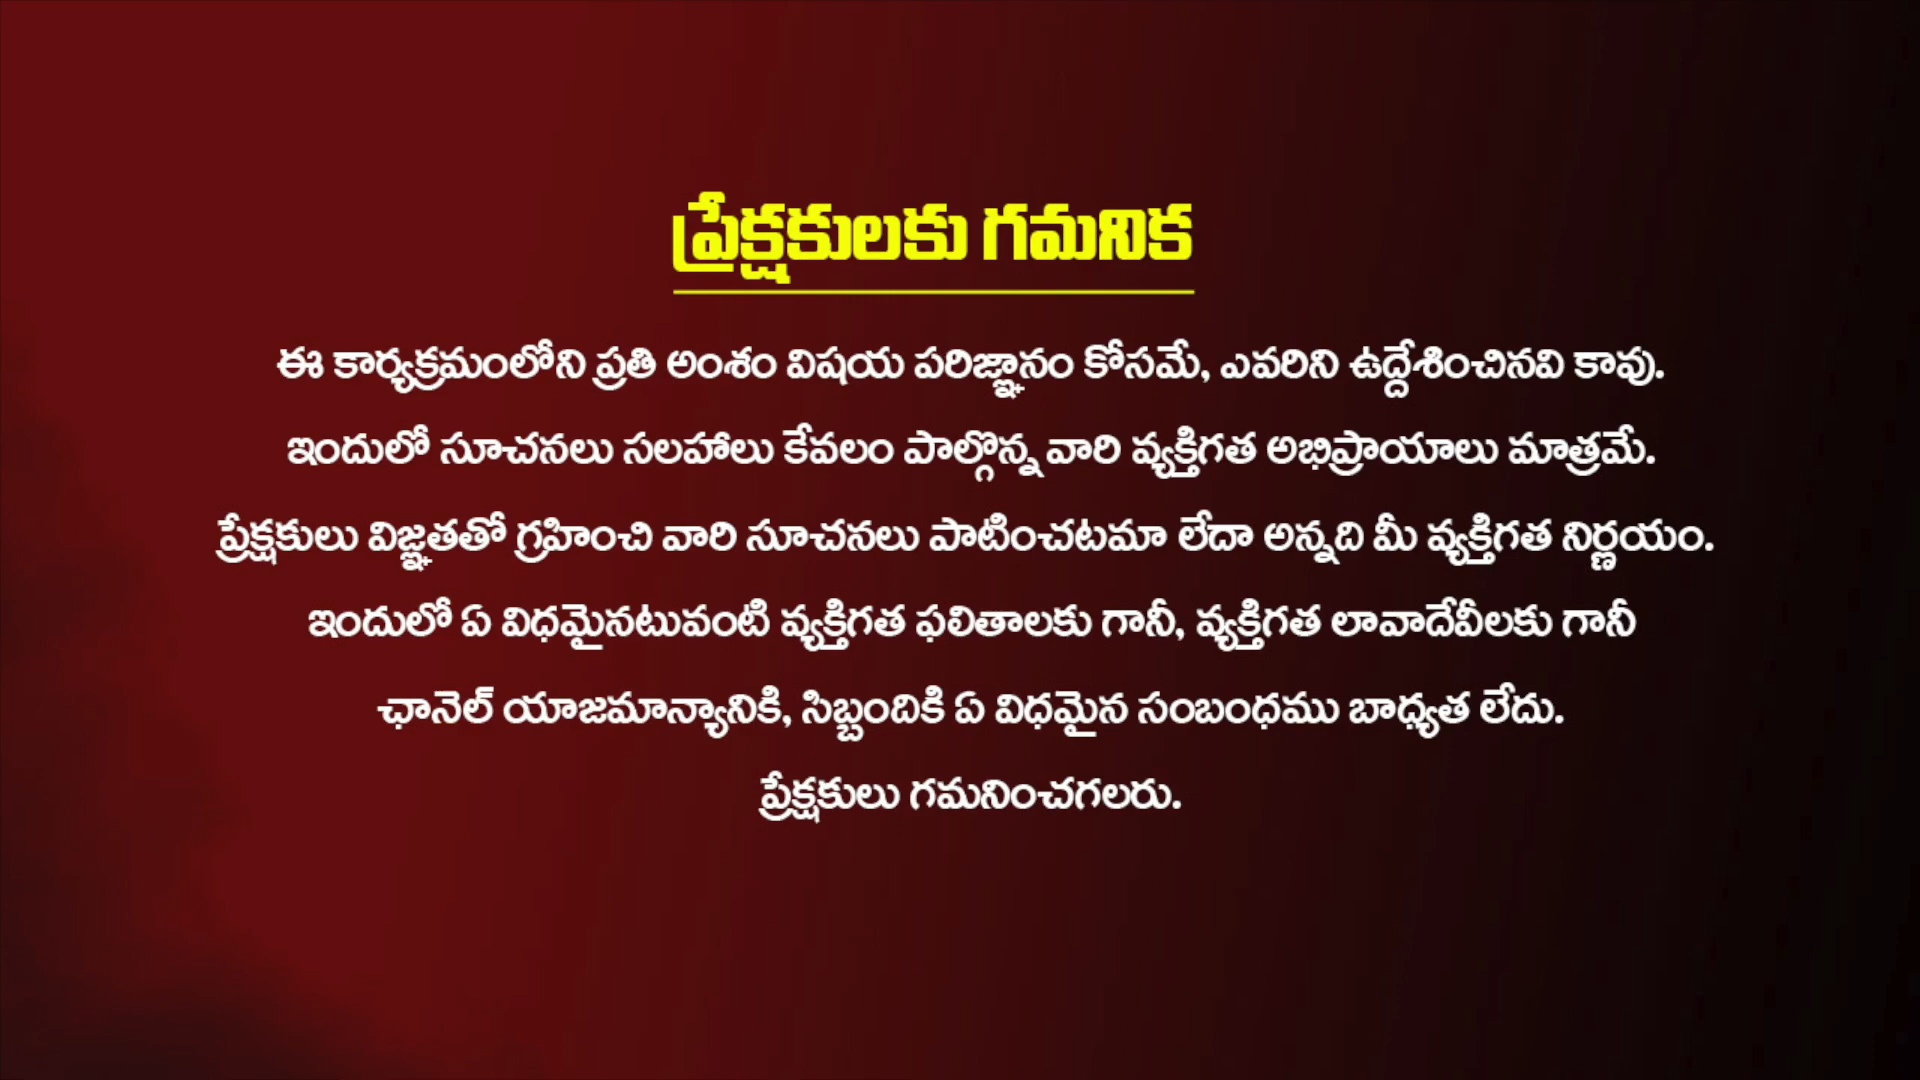 ప్రేక్షకులకు గమనిక
ఈ కార్యక్రమంలోని ప్రతి అంశం విషయ పరిజ్ఞానం కోసమే, ఎవరిని ఉద్దేశించినవి కావు.
ఇందులో సూచనలు సలహాలు కేవలం పాల్గొన్న వారి వ్యక్తిగత అభిప్రాయాలు మాత్రమే.
ప్రేక్షకులు విజ్ఞతతో గ్రహించి వారి సూచనలు పాటించటమా లేదా అన్నది మీ వ్యక్తిగత నిర్ణయం.
ఇందులో ఏ విధమైనటువంటి వ్యక్తిగత ఫలితాలకు గానీ, వ్యక్తిగత లావాదేవీలకు గానీ
ఛానెల్ యాజమాన్యానికి, సిబ్బందికి ఏ విధమైన సంబంధము బాధ్యత లేదు.
ప్రేక్షకులు గమనించగలరు.